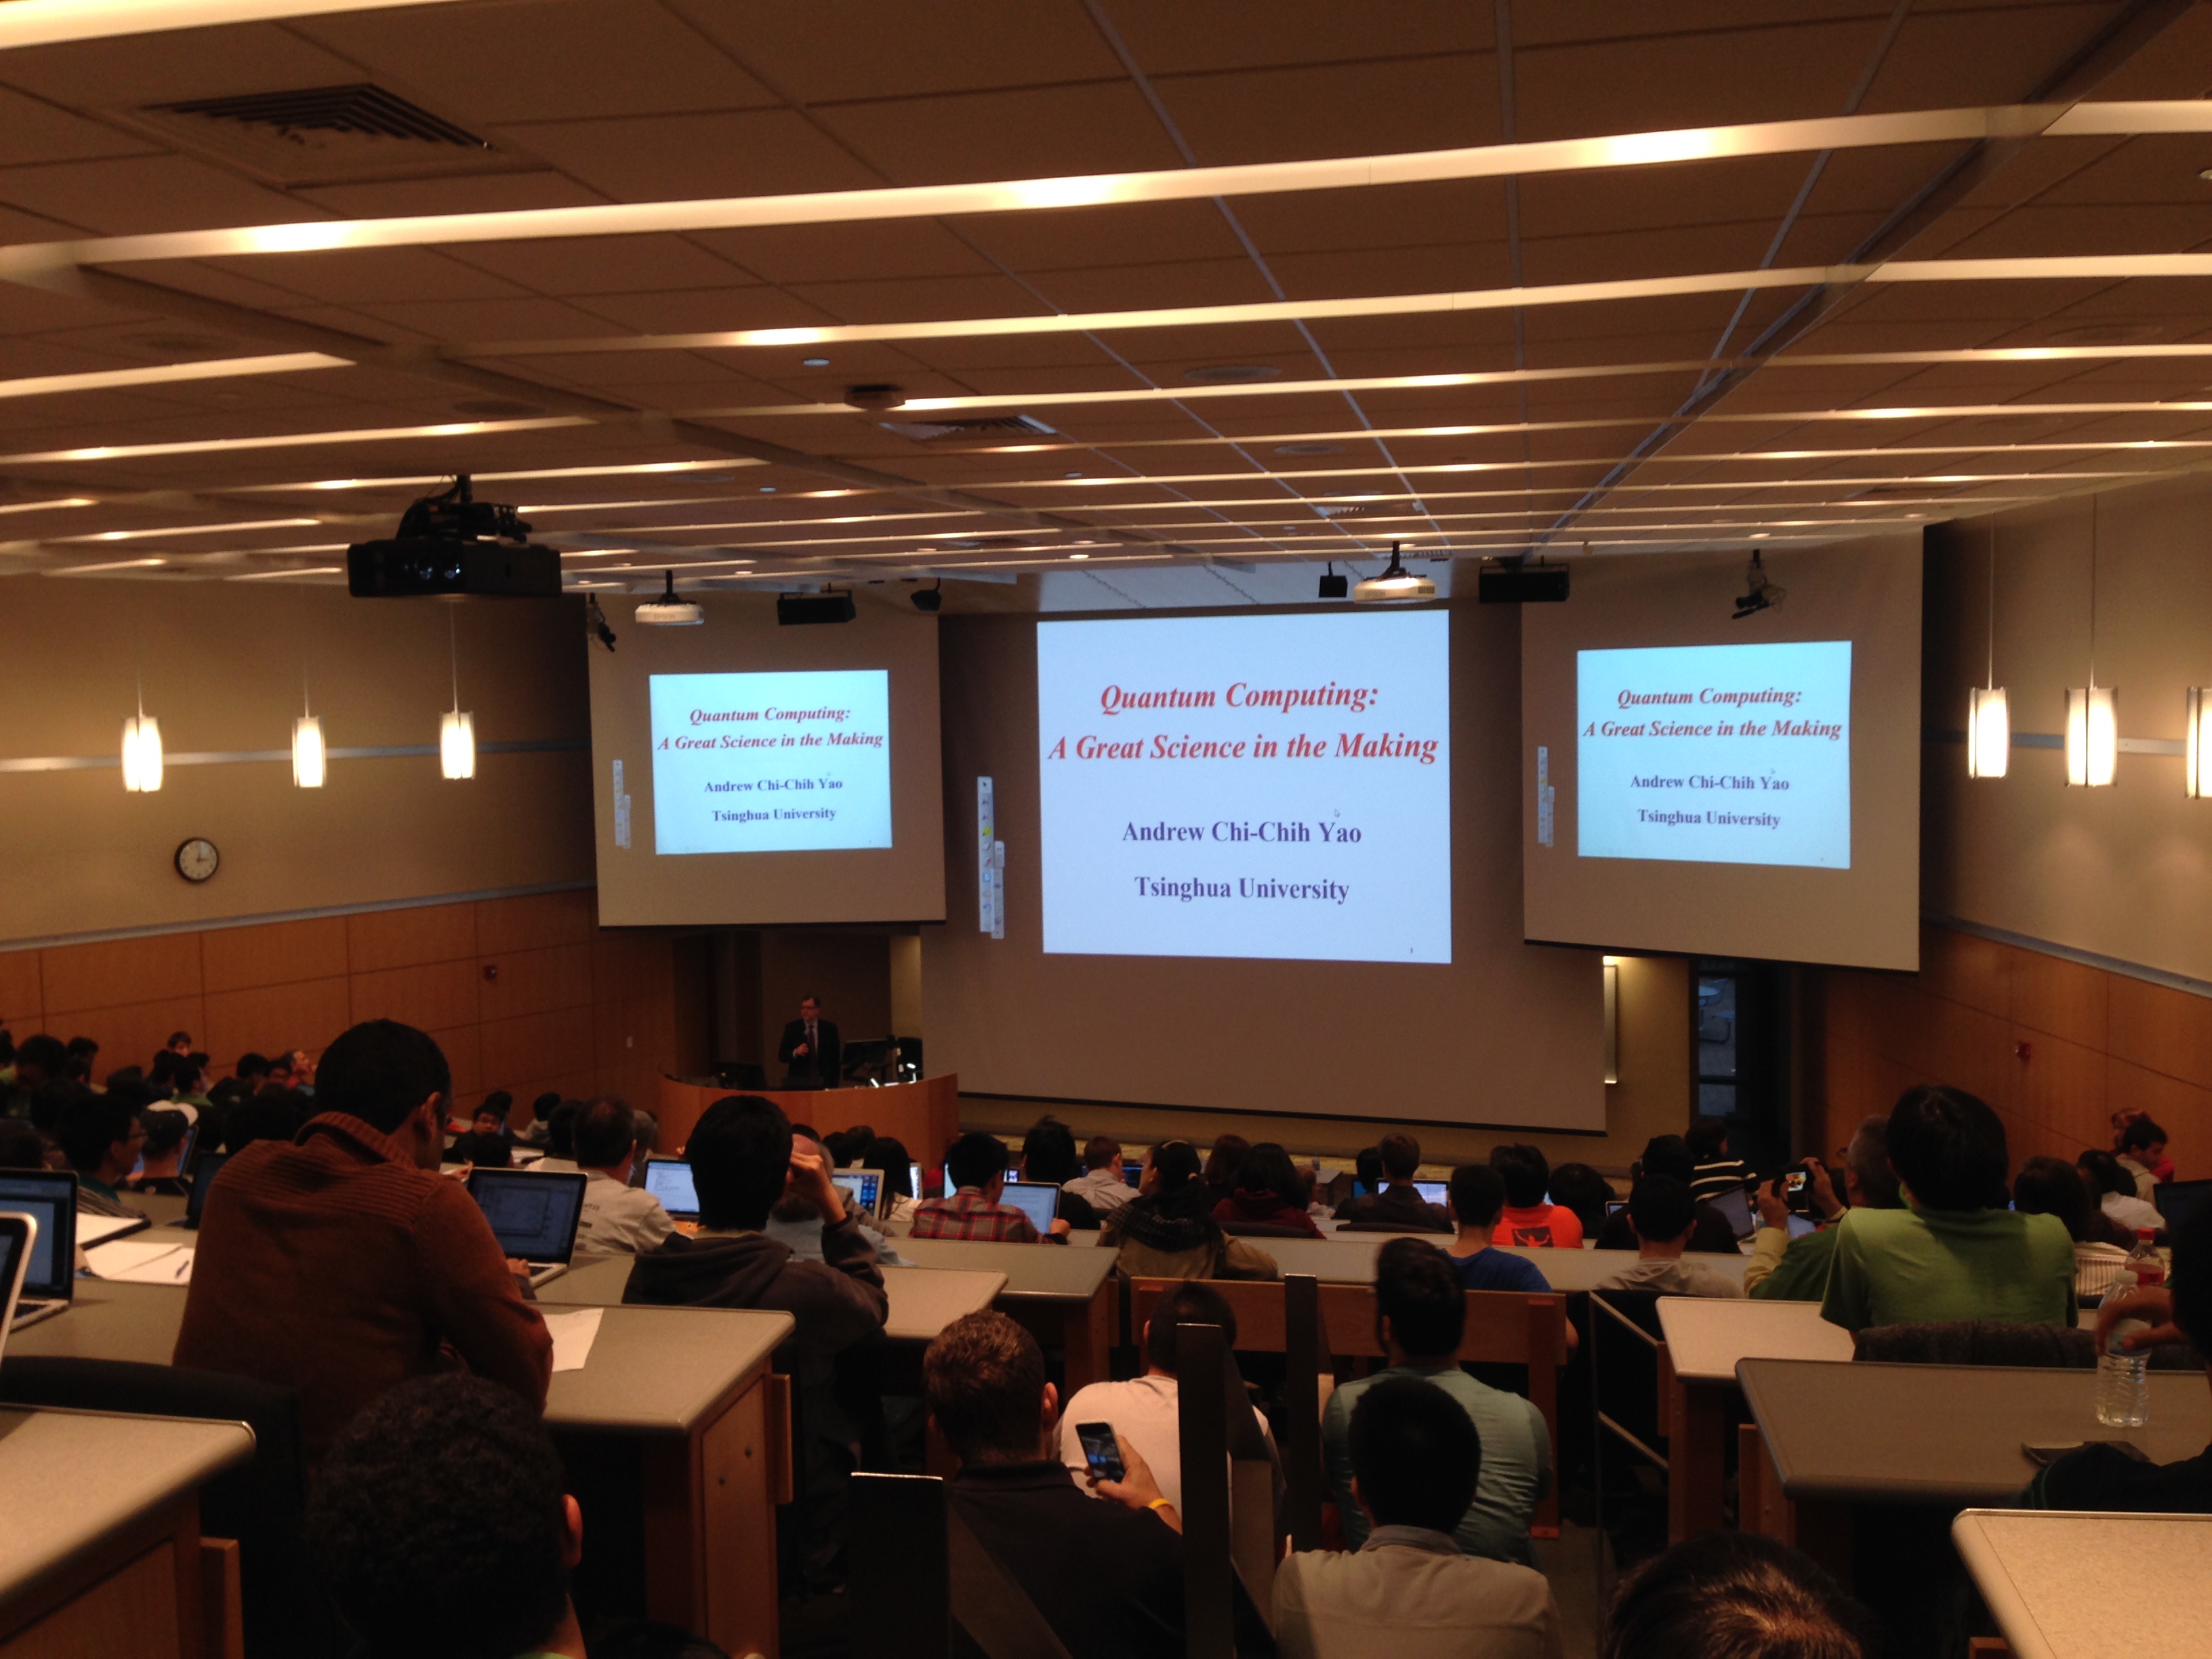 Quantum Computing:
A Great Science in the Making
Andrew Chi-Chih Yao
Tsinghua University
Quantum Computing:
A Great Science in the Making
Andrew Chi-Chih Yao
Tsinghua University
1
Quantum Computing:
A Great Science in the Making
Andrew Chi-Chih Yao
Tsinghua University